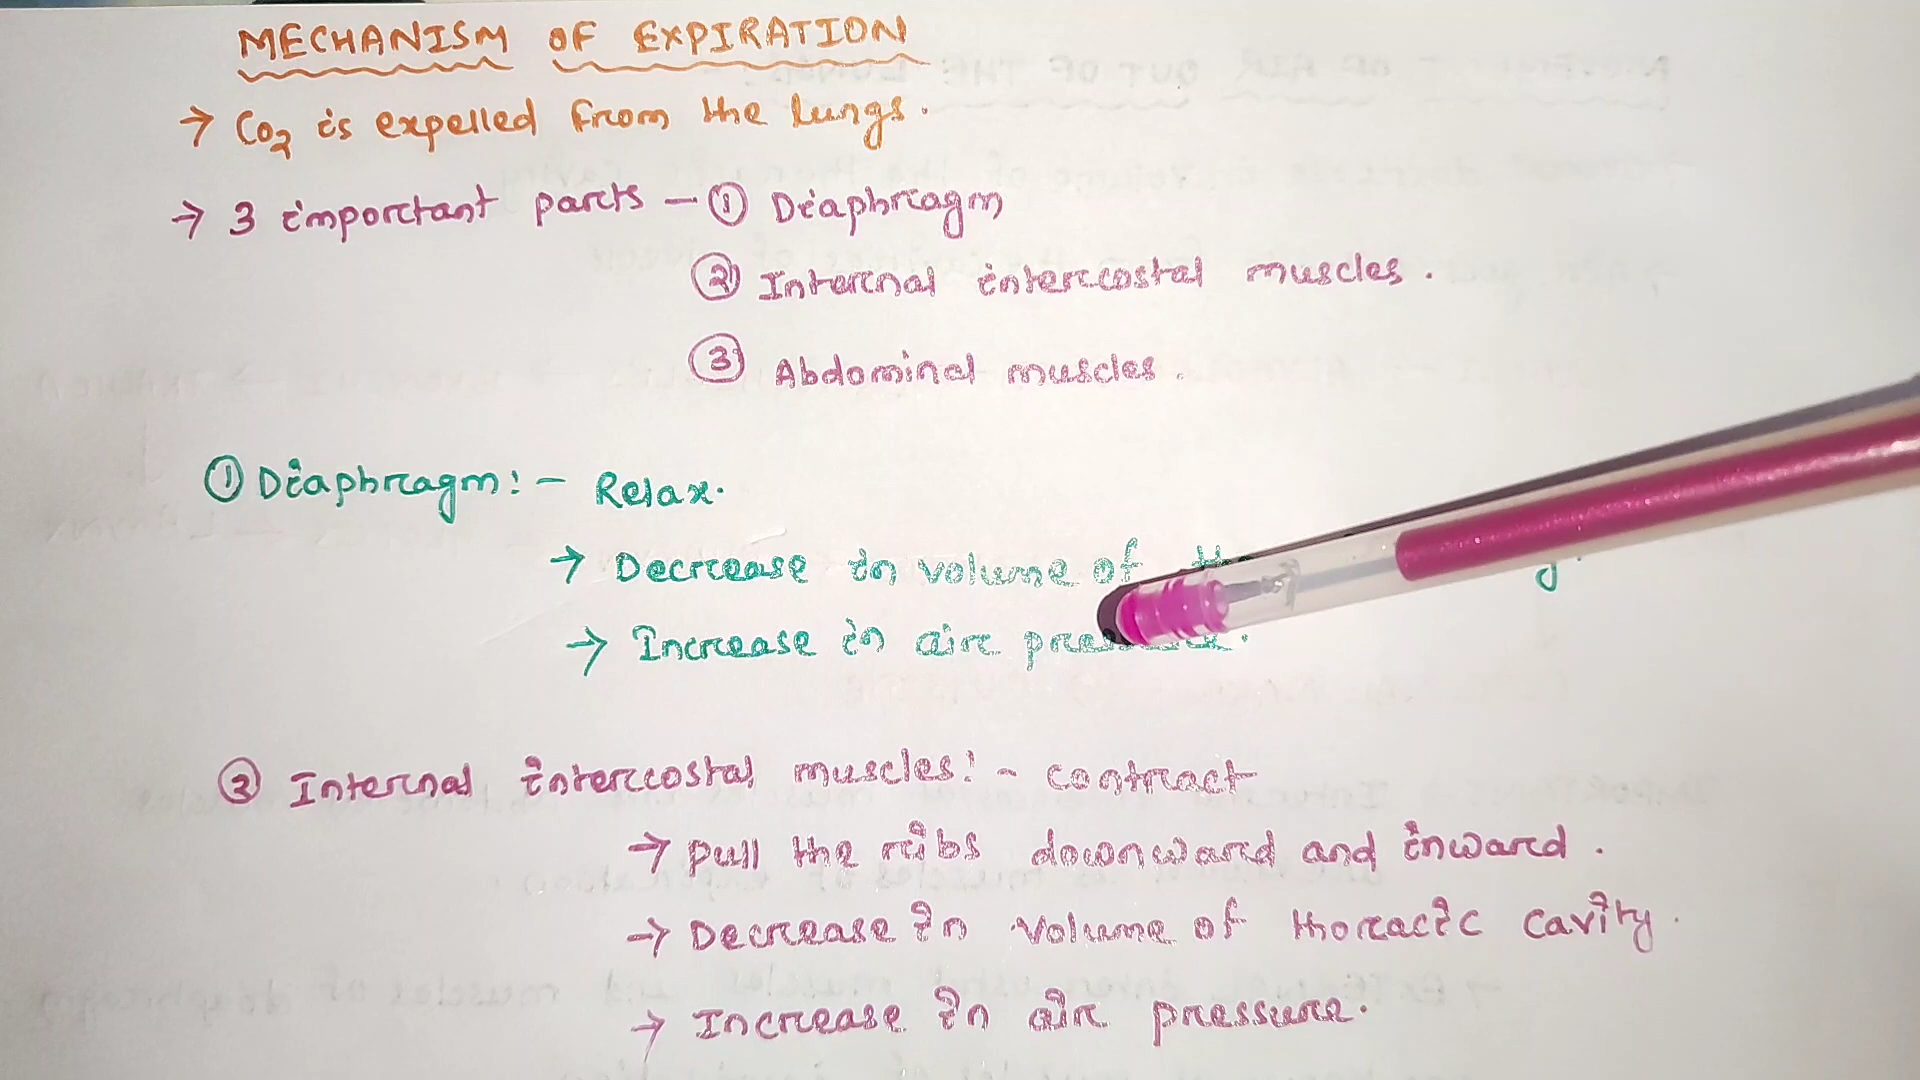 MECHANISM OF EXPIRATION
→ CO2 is expelled from the lungs.
→ 3 important parts – ① Diaphragm
② Internal intercostal muscles.
③ Abdominal muscles.
① Diaphragm :- Relax.
→ Decrease in volume of
→ Increase in air pressure.
② Internal intercostal muscles :- contract
→ pull the ribs downward and inward.
→ Decrease in volume of thoracic cavity.
→ Increase in air pressure.